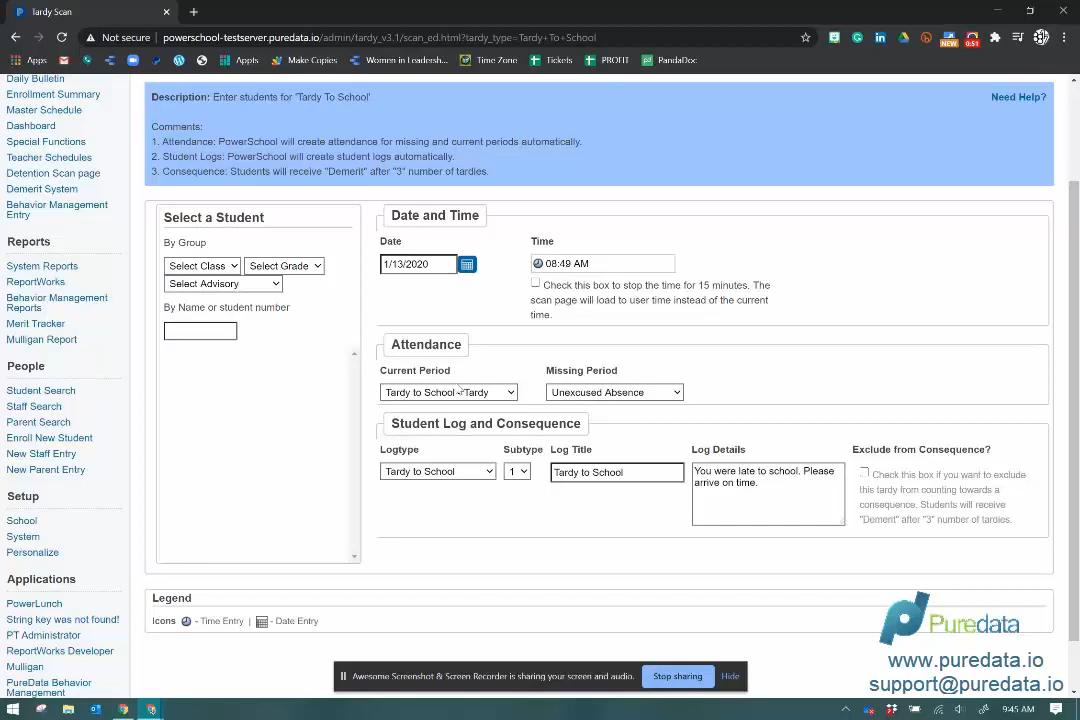 Tardy Scan
Not secure | powerschool-testserver.puredata.io/admin/tardy_v3.1/scan_ed.html?tardy_type=Tardy+To+School
NEW
0:51
Apps
Appts
Make Copies
Women in Leadersh...
Time Zone
Tickets
PROFIT
PandaDoc
Daily Bulletin
Enrollment Summary
Master Schedule
Dashboard
Special Functions
Teacher Schedules
Detention Scan page
Demerit System
Behavior Management
Entry
Reports
System Reports
ReportWorks
Behavior Management
Reports
Merit Tracker
Mulligan Report
People
Student Search
Staff Search
Parent Search
Enroll New Student
New Staff Entry
New Parent Entry
Setup
School
System
Personalize
Applications
PowerLunch
String key was not found!
PT Administrator
ReportWorks Developer
Mulligan
PureData Behavior
Management
Description: Enter students for 'Tardy To School'
Need Help?
Comments:
1. Attendance: PowerSchool will create attendance for missing and current periods automatically.
2. Student Logs: PowerSchool will create student logs automatically.
3. Consequence: Students will receive "Demerit" after "3" number of tardies.
Select a Student
By Group
Select Class
Select Grade
Select Advisory
By Name or student number
Date and Time
Date
Time
1/13/2020
08:49 AM
Check this box to stop the time for 15 minutes. The
scan page will load to user time instead of the current
time.
Attendance
Current Period
Missing Period
Tardy to School - Tardy
Unexcused Absence
Student Log and Consequence
Logtype
Subtype
Log Title
Log Details
Exclude from Consequence?
Tardy to School
1
Tardy to School
You were late to school. Please
arrive on time.
Check this box if you want to exclude
this tardy from counting towards a
consequence. Students will receive
"Demerit" after "3" number of tardies.
Legend
Icons - Time Entry | - Date Entry
Puredata
www.puredata.io
support@puredata.io
Awesome Screenshot & Screen Recorder is sharing your screen and audio.
Stop sharing
Hide
9:45 AM